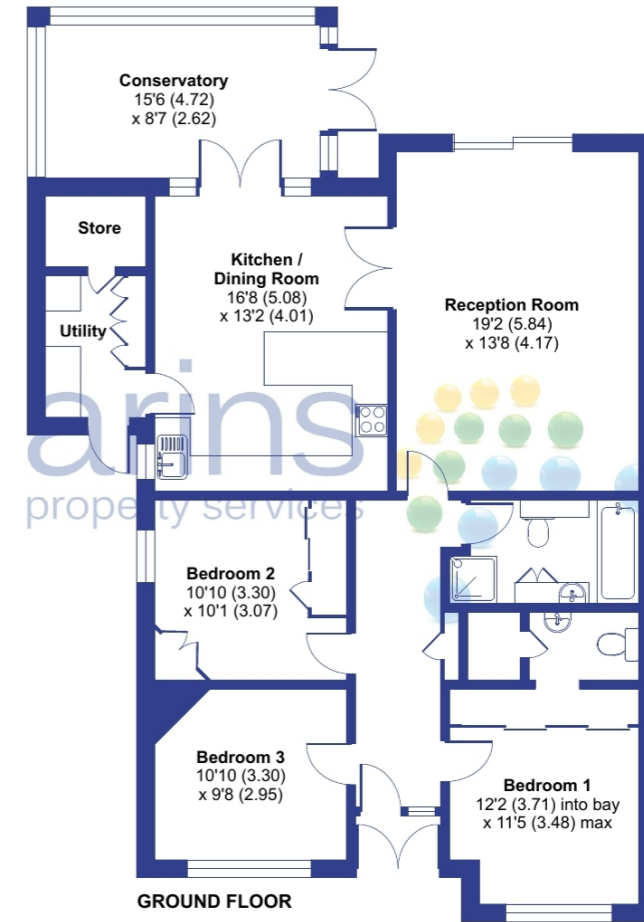 Conservatory
15'6 (4.72)
x 8'7 (2.62)
Store
Kitchen /
Dining Room
16'8 (5.08)
x 13'2 (4.01)
Utility
Reception Room
19'2 (5.84)
x 13'8 (4.17)
arins
property services
Bedroom 2
10'10 (3.30)
x 10'1 (3.07)
Bedroom 3
10'10 (3.30)
x 9'8 (2.95)
Bedroom 1
12'2 (3.71) into bay
x 11'5 (3.48) max
GROUND FLOOR